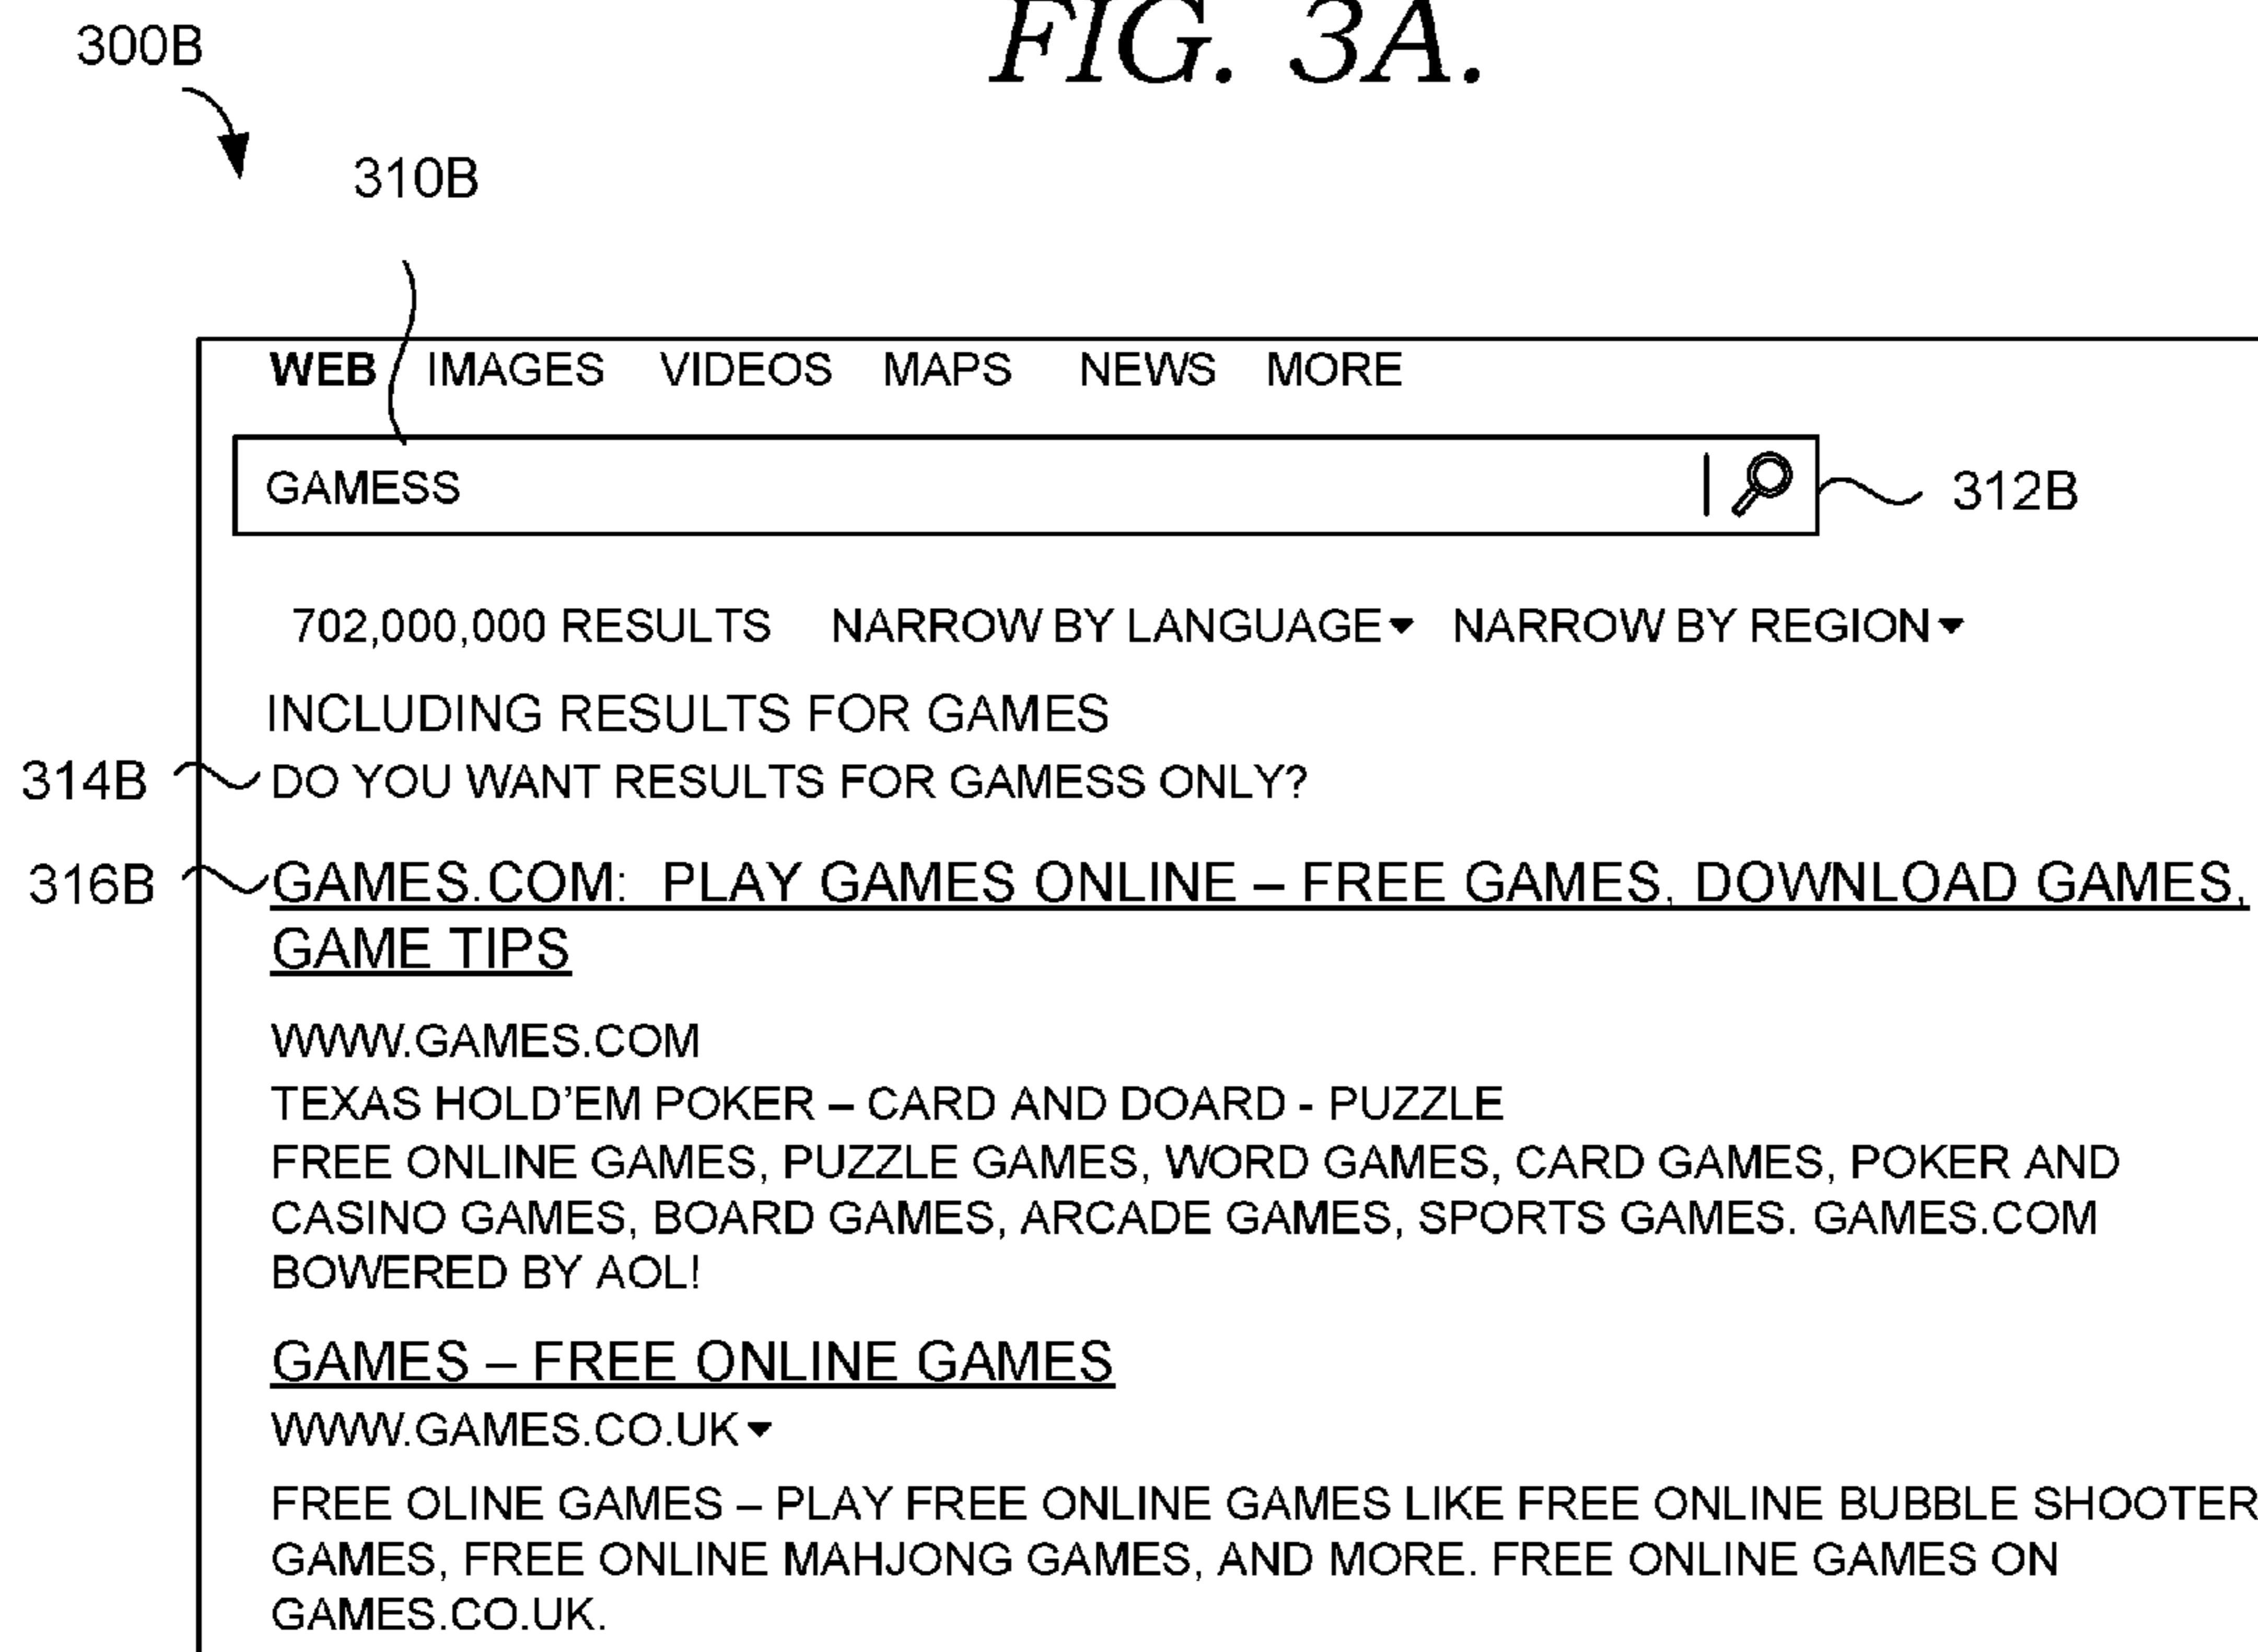 FIG. 3A.
300B
310B
WEB IMAGES VIDEOS MAPS NEWS MORE
GAMESS
312B
702,000,000 RESULTS NARROW BY LANGUAGE NARROW BY REGION
INCLUDING RESULTS FOR GAMES
314B DO YOU WANT RESULTS FOR GAMESS ONLY?
316B GAMES.COM: PLAY GAMES ONLINE – FREE GAMES, DOWNLOAD GAMES,
GAME TIPS
WWW.GAMES.COM
TEXAS HOLD'EM POKER – CARD AND DOARD - PUZZLE
FREE ONLINE GAMES, PUZZLE GAMES, WORD GAMES, CARD GAMES, POKER AND
CASINO GAMES, BOARD GAMES, ARCADE GAMES, SPORTS GAMES. GAMES.COM
BOWERED BY AOL!
GAMES – FREE ONLINE GAMES
WWW.GAMES.CO.UK
FREE OLINE GAMES – PLAY FREE ONLINE GAMES LIKE FREE ONLINE BUBBLE SHOOTER
GAMES, FREE ONLINE MAHJONG GAMES, AND MORE. FREE ONLINE GAMES ON
GAMES.CO.UK.